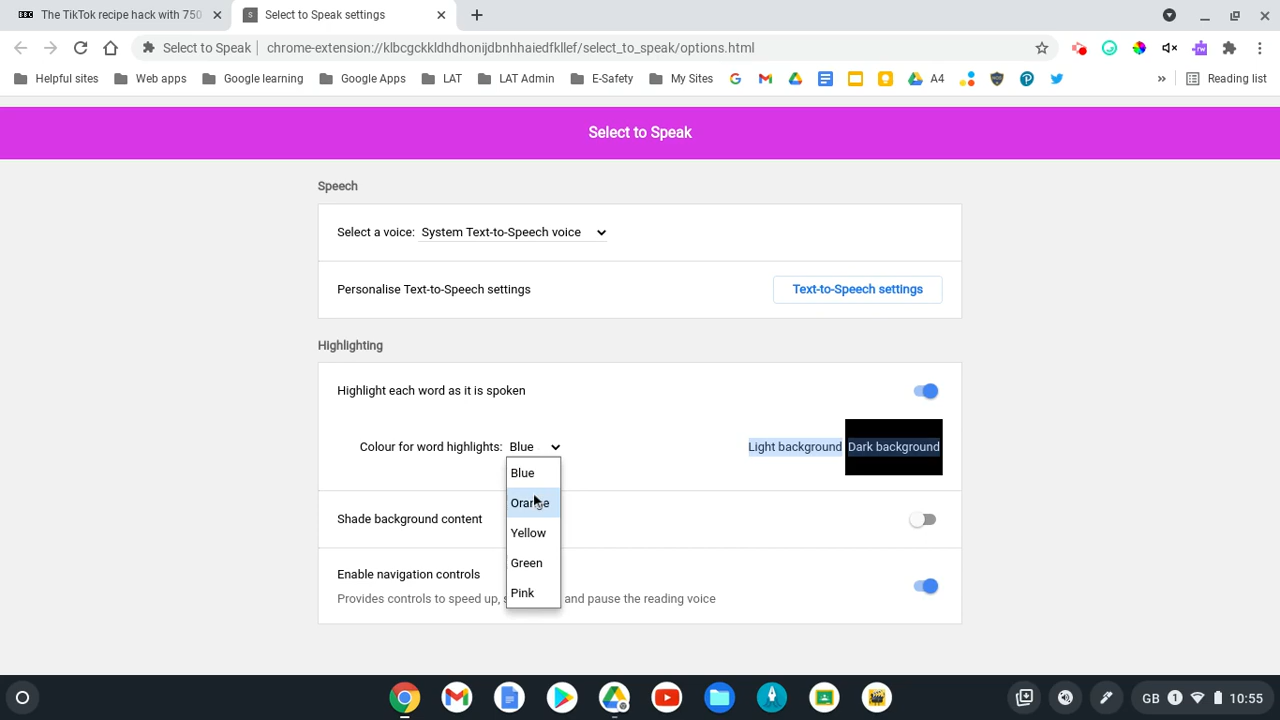 The TikTok recipe hack with 750
Select to Speak settings
Select to Speak
chrome-extension://klbcgckkldhdhonijdbnhhaiedfkllef/select_to_speak/options.html
Helpful sites
Web apps
Google learning
Google Apps
LAT
LAT Admin
E-Safety
My Sites
A4
Reading list
Select to Speak
Speech
Select a voice: System Text-to-Speech voice
Personalise Text-to-Speech settings
Text-to-Speech settings
Highlighting
Highlight each word as it is spoken
Colour for word highlights: Blue
Light background
Dark background
Blue
Orange
Yellow
Green
Pink
Shade background content
Enable navigation controls
Provides controls to speed up, and pause the reading voice
GB 1 10:55